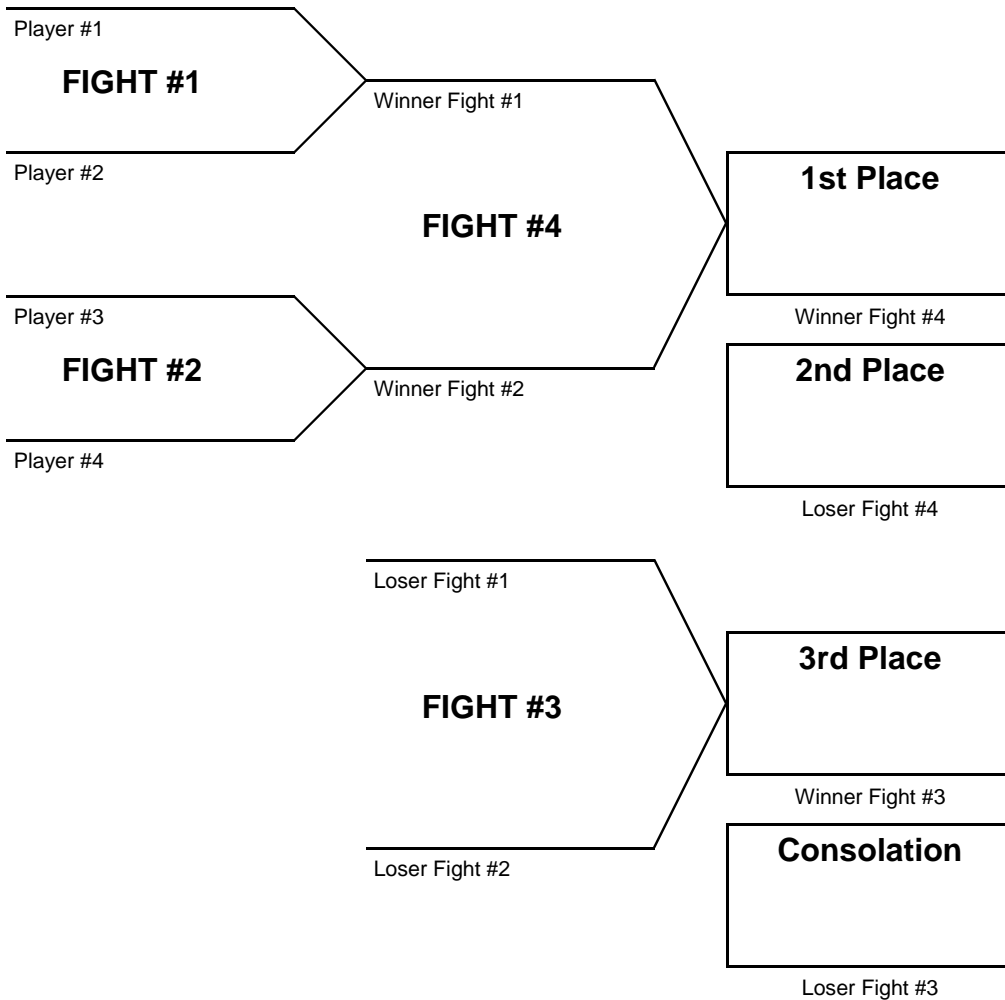 Player #1
FIGHT #1
Player #2
Player #3
FIGHT #2
Player #4
Winner Fight #1
FIGHT #4
Winner Fight #2
1st Place
Winner Fight #4
2nd Place
Loser Fight #4
Loser Fight #1
FIGHT #3
Loser Fight #2
3rd Place
Winner Fight #3
Consolation
Loser Fight #3